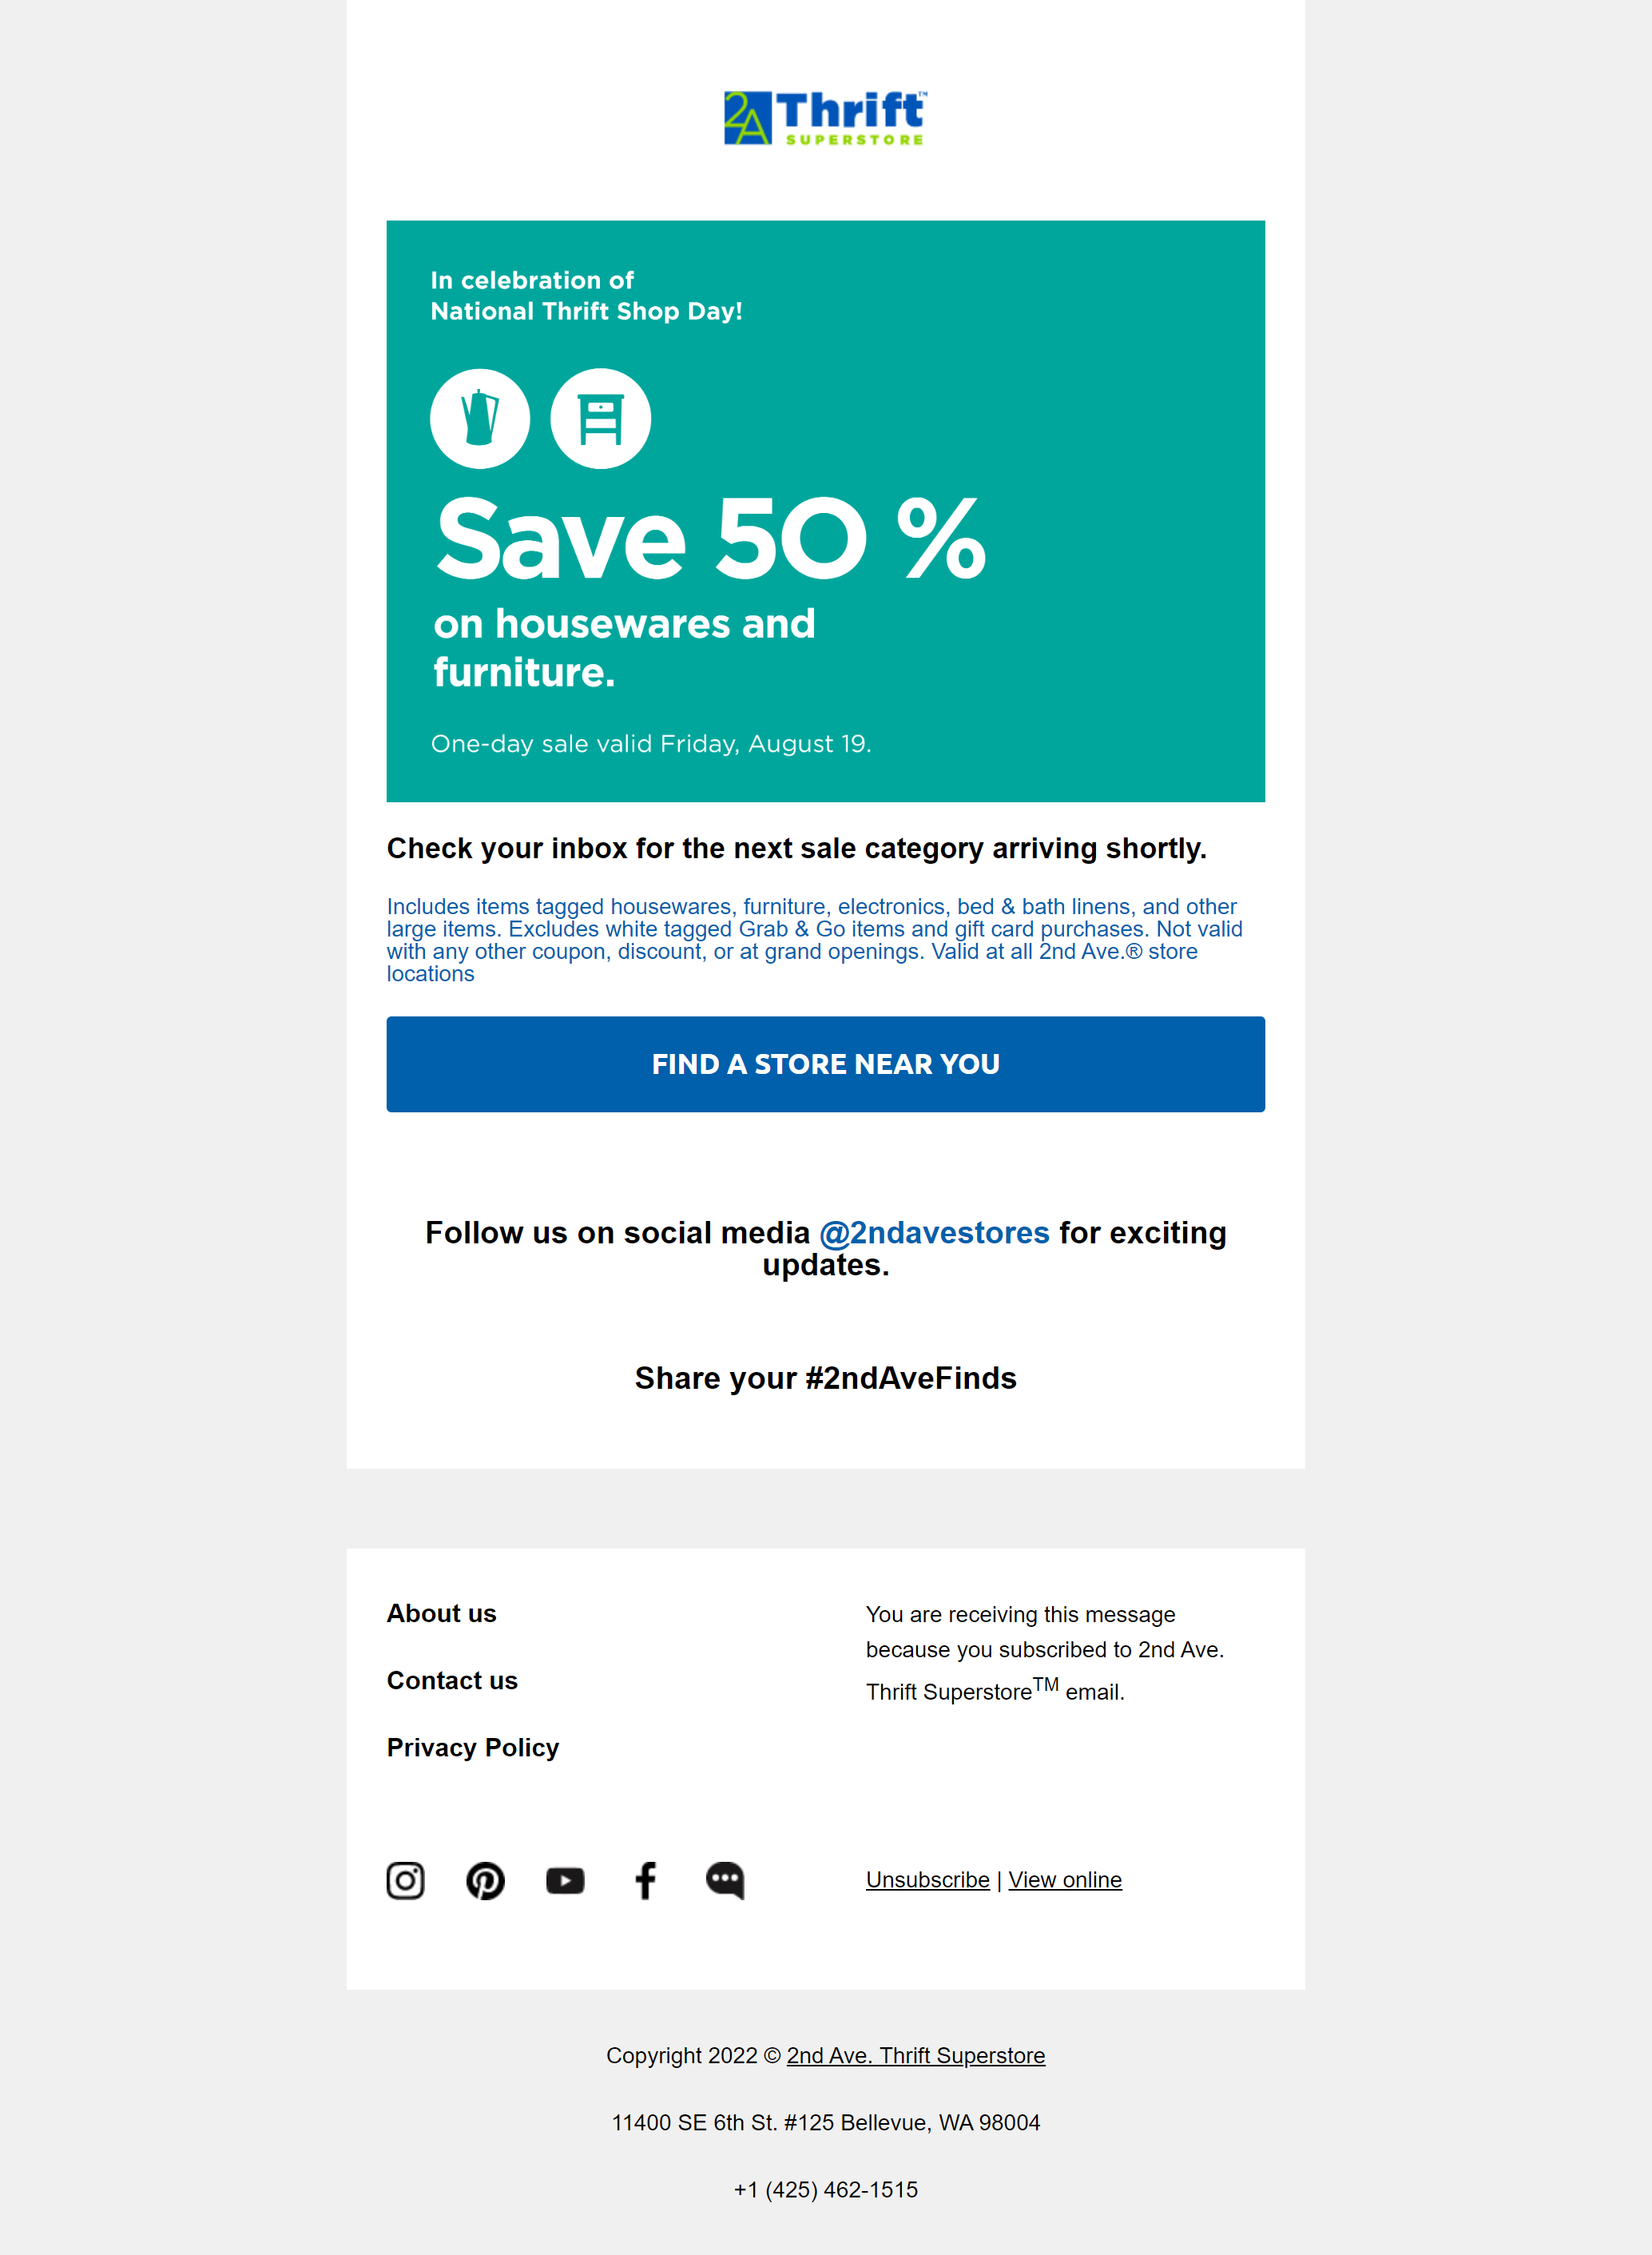 2A Thrift™
SUPERSTORE
In celebration of
National Thrift Shop Day!
Save 50 %
on housewares and
furniture.
One-day sale valid Friday, August 19.
Check your inbox for the next sale category arriving shortly.
Includes items tagged housewares, furniture, electronics, bed & bath linens, and other
large items. Excludes white tagged Grab & Go items and gift card purchases. Not valid
with any other coupon, discount, or at grand openings. Valid at all 2nd Ave.® store
locations
FIND A STORE NEAR YOU
Follow us on social media @2ndavestores for exciting
updates.
Share your #2ndAveFinds
About us
Contact us
Privacy Policy
You are receiving this message
because you subscribed to 2nd Ave.
Thrift Superstore™ email.
Unsubscribe | View online
Copyright 2022 © 2nd Ave. Thrift Superstore
11400 SE 6th St. #125 Bellevue, WA 98004
+1 (425) 462-1515